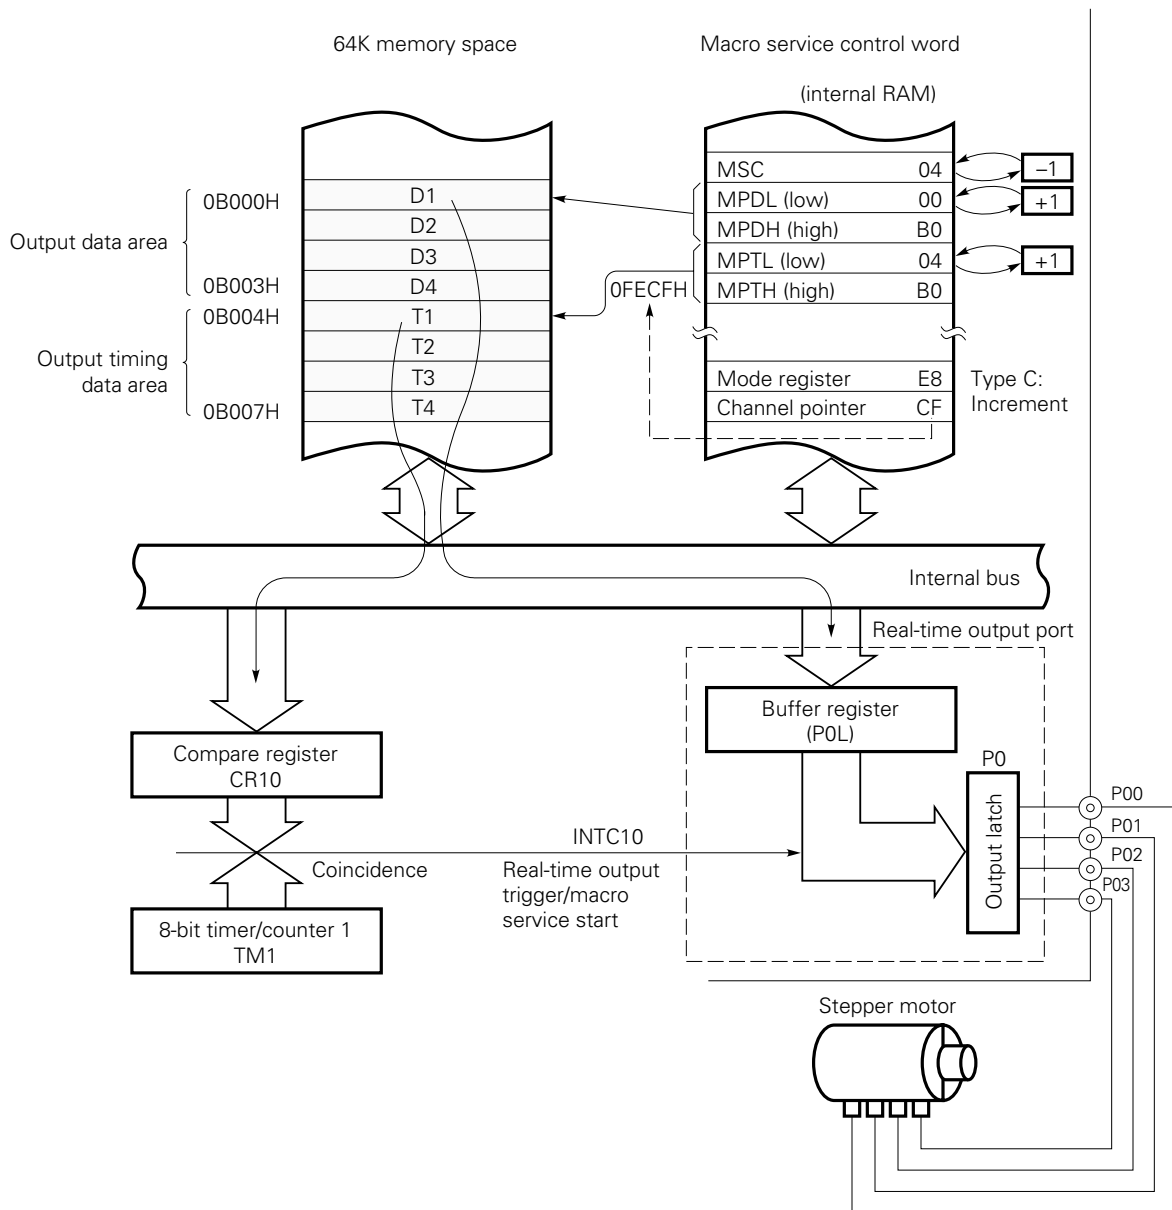 64K memory space
Macro service control word
(internal RAM)
MSC 04
–1
MPDL (low) 00
+1
MPDH (high) B0
MPTL (low) 04
+1
MPTH (high) B0
0FECFH
Mode register E8
Channel pointer CF
Type C:
Increment
Output data area
0B000H
0B003H
D1
D2
D3
D4
Output timing
data area
0B004H
0B007H
T1
T2
T3
T4
Internal bus
Real-time output port
Buffer register
(P0L)
Compare register
CR10
P0
Output latch
P00
P01
P02
P03
INTC10
Coincidence
Real-time output
trigger/macro
service start
8-bit timer/counter 1
TM1
Stepper motor